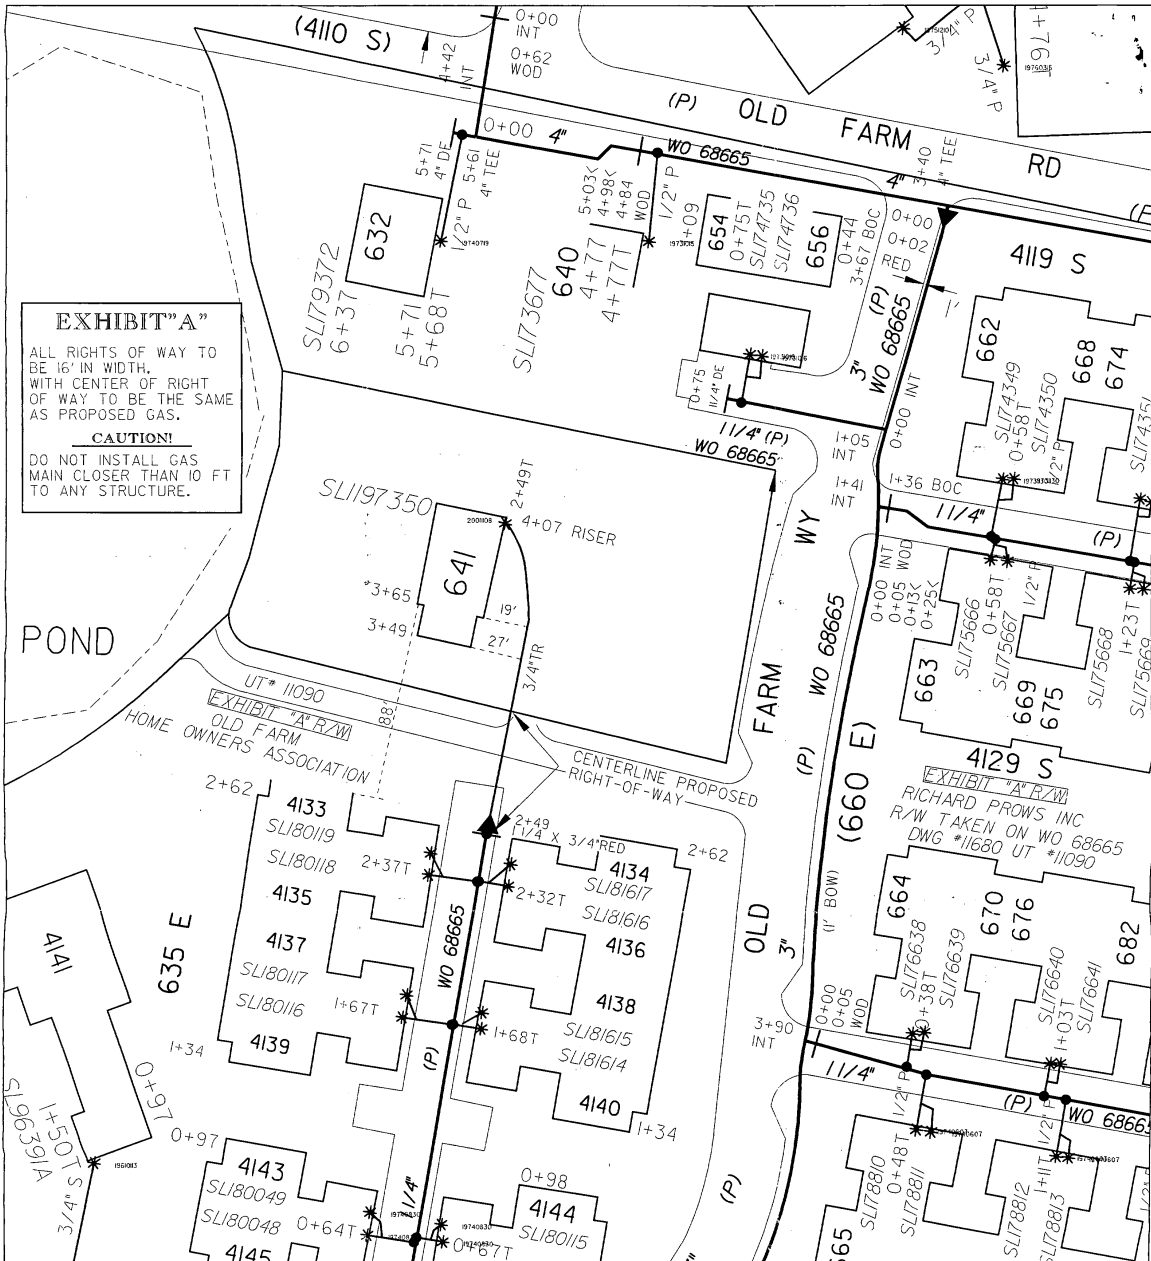 (4110 S)
4+42
INT
0+00
INT
0+62
WOD
3/4" P
3/4" P
(P) OLD FARM RD
0+00 4"
WO 68665
4"
3+40
4" TEE
(P)
5+71
4" DE
5+61
4" TEE
1/2" P
632
SL179372
6+37
5+71
5+68T
5+03<
4+98<
4+84
WOD
1/2" P
640
SL173677
4+77
4+77T
654
0+75T
SL174735
SL174736
656
0+44
3+67 BOC
0+00
0+02
RED
1'
4119 S
(P)
3"
WO 68665
0+00 INT
662
SL174349
0+58T
SL174350
668
674
1/2" P
EXHIBIT"A"
ALL RIGHTS OF WAY TO
BE 16' IN WIDTH.
WITH CENTER OF RIGHT
OF WAY TO BE THE SAME
AS PROPOSED GAS.
CAUTION!
DO NOT INSTALL GAS
MAIN CLOSER THAN 10 FT
TO ANY STRUCTURE.
0+75
1 1/4" DE
1 1/4" (P)
WO 68665
1+05
INT
1+41
INT
1+36 BOC
1 1/4"
(P)
SL1197350
2+49T
4+07 RISER
641
*3+65
3+49
19'
27'
3/4"TR
88'
POND
UT# 11090
EXHIBIT "A" R/W
OLD FARM
HOME OWNERS ASSOCIATION
CENTERLINE PROPOSED
RIGHT-OF-WAY
OLD FARM WY
WO 68665
(P)
3"
(660 E)
(1' BOW)
0+00 INT
0+05 WOD
0+13<
0+25<
663
SL175666
0+58T
SL175667
1/2" P
669
675
SL175668
1+23T
SL175669
4129 S
EXHIBIT "A" R/W
RICHARD PROWS INC
R/W TAKEN ON WO 68665
DWG #11680 UT #11090
2+62
4133
SL180119
SL180118
4135
4137
SL180117
SL180116
4139
1+34
635 E
2+37T
1+67T
2+49
1 1/4 X 3/4"RED
4134
SL181617
SL181616
4136
4138
SL181615
SL181614
4140
2+62
1+34
2+32T
1+68T
WO 68665
(P)
664
SL176638
0+38T
SL176639
670
676
SL176640
1+03T
SL176641
682
0+00
0+05
WOD
3+90
INT
1 1/4"
1/2" P
(P)
1/2" P
WO 68665
4141
0+97
1+50T
SL96391A
3/4" S
0+97
4143
SL180049
SL180048
4145
0+64T
1 1/4"
0+98
4144
SL180115
0+67T
(P)
SL178810
0+48T
SL178811
SL178812
1+11T
SL178813